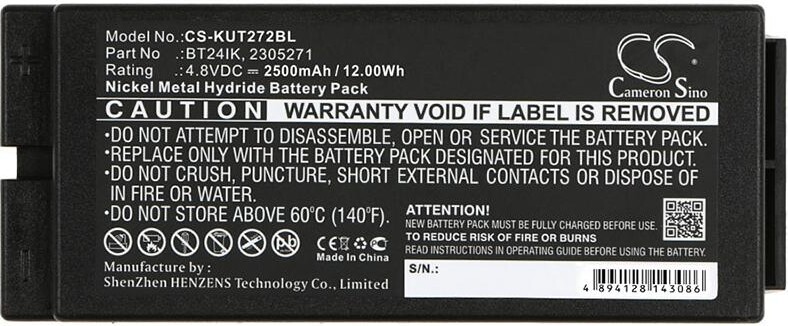 Model No.:CS-KUT272BL
Part No :BT24IK, 2305271
Rating :4.8VDC ⎓ 2500mAh / 12.00Wh
Nickel Metal Hydride Battery Pack
Cameron Sino
CAUTION WARRANTY VOID IF LABEL IS REMOVED
•DO NOT ATTEMPT TO DISASSEMBLE, OPEN OR SERVICE THE BATTERY PACK.
•REPLACE ONLY WITH THE BATTERY PACK DESIGNATED FOR THIS PRODUCT.
•DO NOT CRUSH, PUNCTURE, SHORT EXTERNAL CONTACTS OR DISPOSE OF
IN FIRE OR WATER.
•DO NOT STORE ABOVE 60°C (140°F).
ATTENTION!
NEW BATTERY PACK MUST BE FULLY CHARGED BEFORE USE
TO REDUCE RISK OF FIRE OR BURNS.
READ INSTRUCTIONS IN OPERATING GUIDE BEFORE USING THE BATTERY.
Pb
CE FC
Made in China
Manufactured by :
ShenZhen HENZENS Technology Co., Limited
S/N.:
4 894128 143086